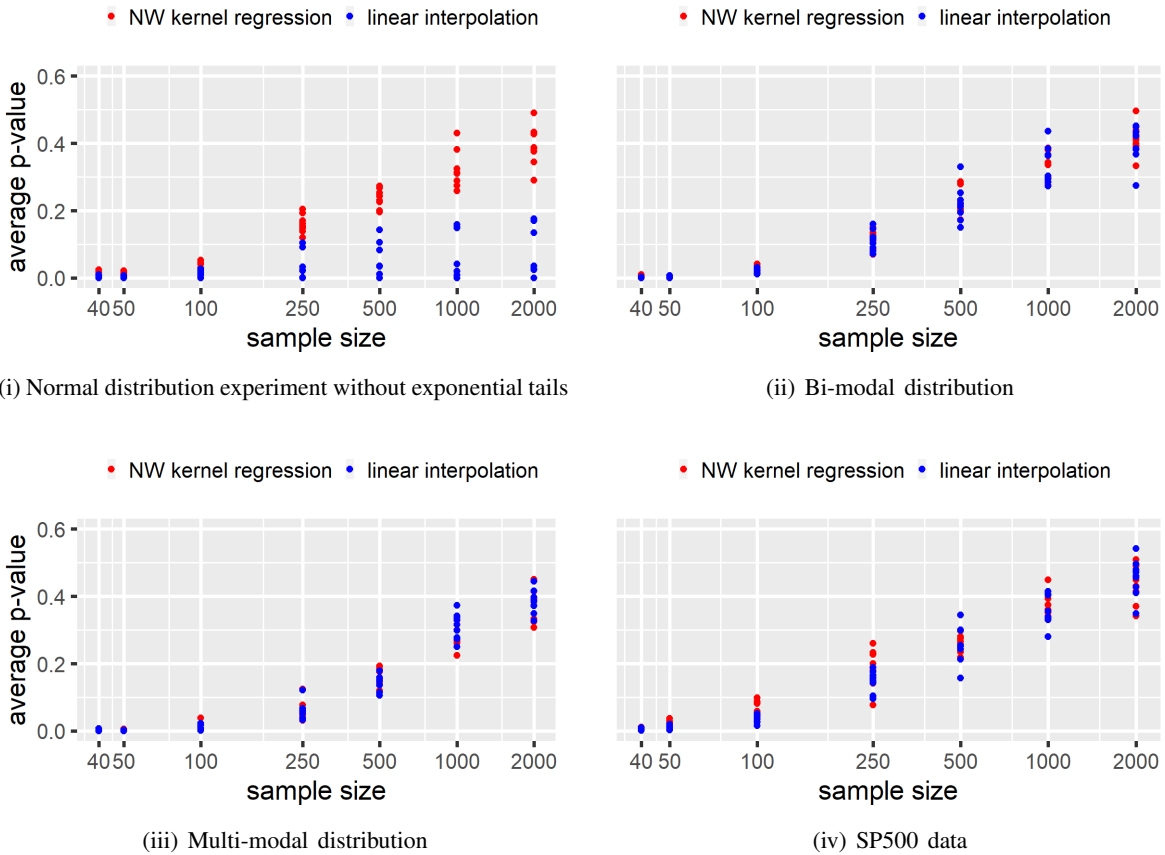 NW kernel regression linear interpolation
NW kernel regression linear interpolation
average p-value
0.6
0.4
0.2
0.0
40 50 100 250 500 1000 2000
sample size
40 50 100 250 500 1000 2000
sample size
(i) Normal distribution experiment without exponential tails
(ii) Bi-modal distribution
NW kernel regression linear interpolation
NW kernel regression linear interpolation
average p-value
0.6
0.4
0.2
0.0
40 50 100 250 500 1000 2000
sample size
40 50 100 250 500 1000 2000
sample size
(iii) Multi-modal distribution
(iv) SP500 data